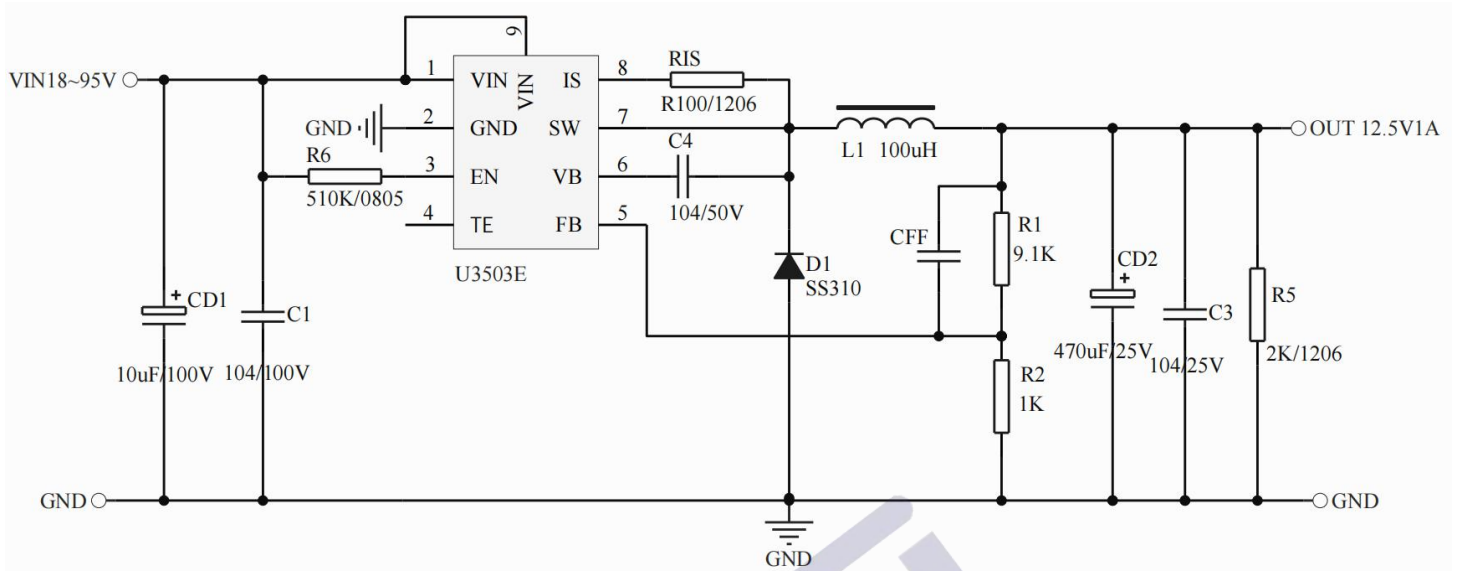 9
VIN18~95V
1
VIN
VIN
IS
8
RIS
R100/1206
GND
2
GND
SW
7
L1 100uH
OUT 12.5V1A
R6
510K/0805
3
EN
VB
6
C4
104/50V
4
TE
FB
5
U3503E
CFF
R1
9.1K
D1
SS310
CD2
+
470uF/25V
C3
104/25V
R5
2K/1206
+
CD1
10uF/100V
C1
104/100V
R2
1K
GND
GND
GND